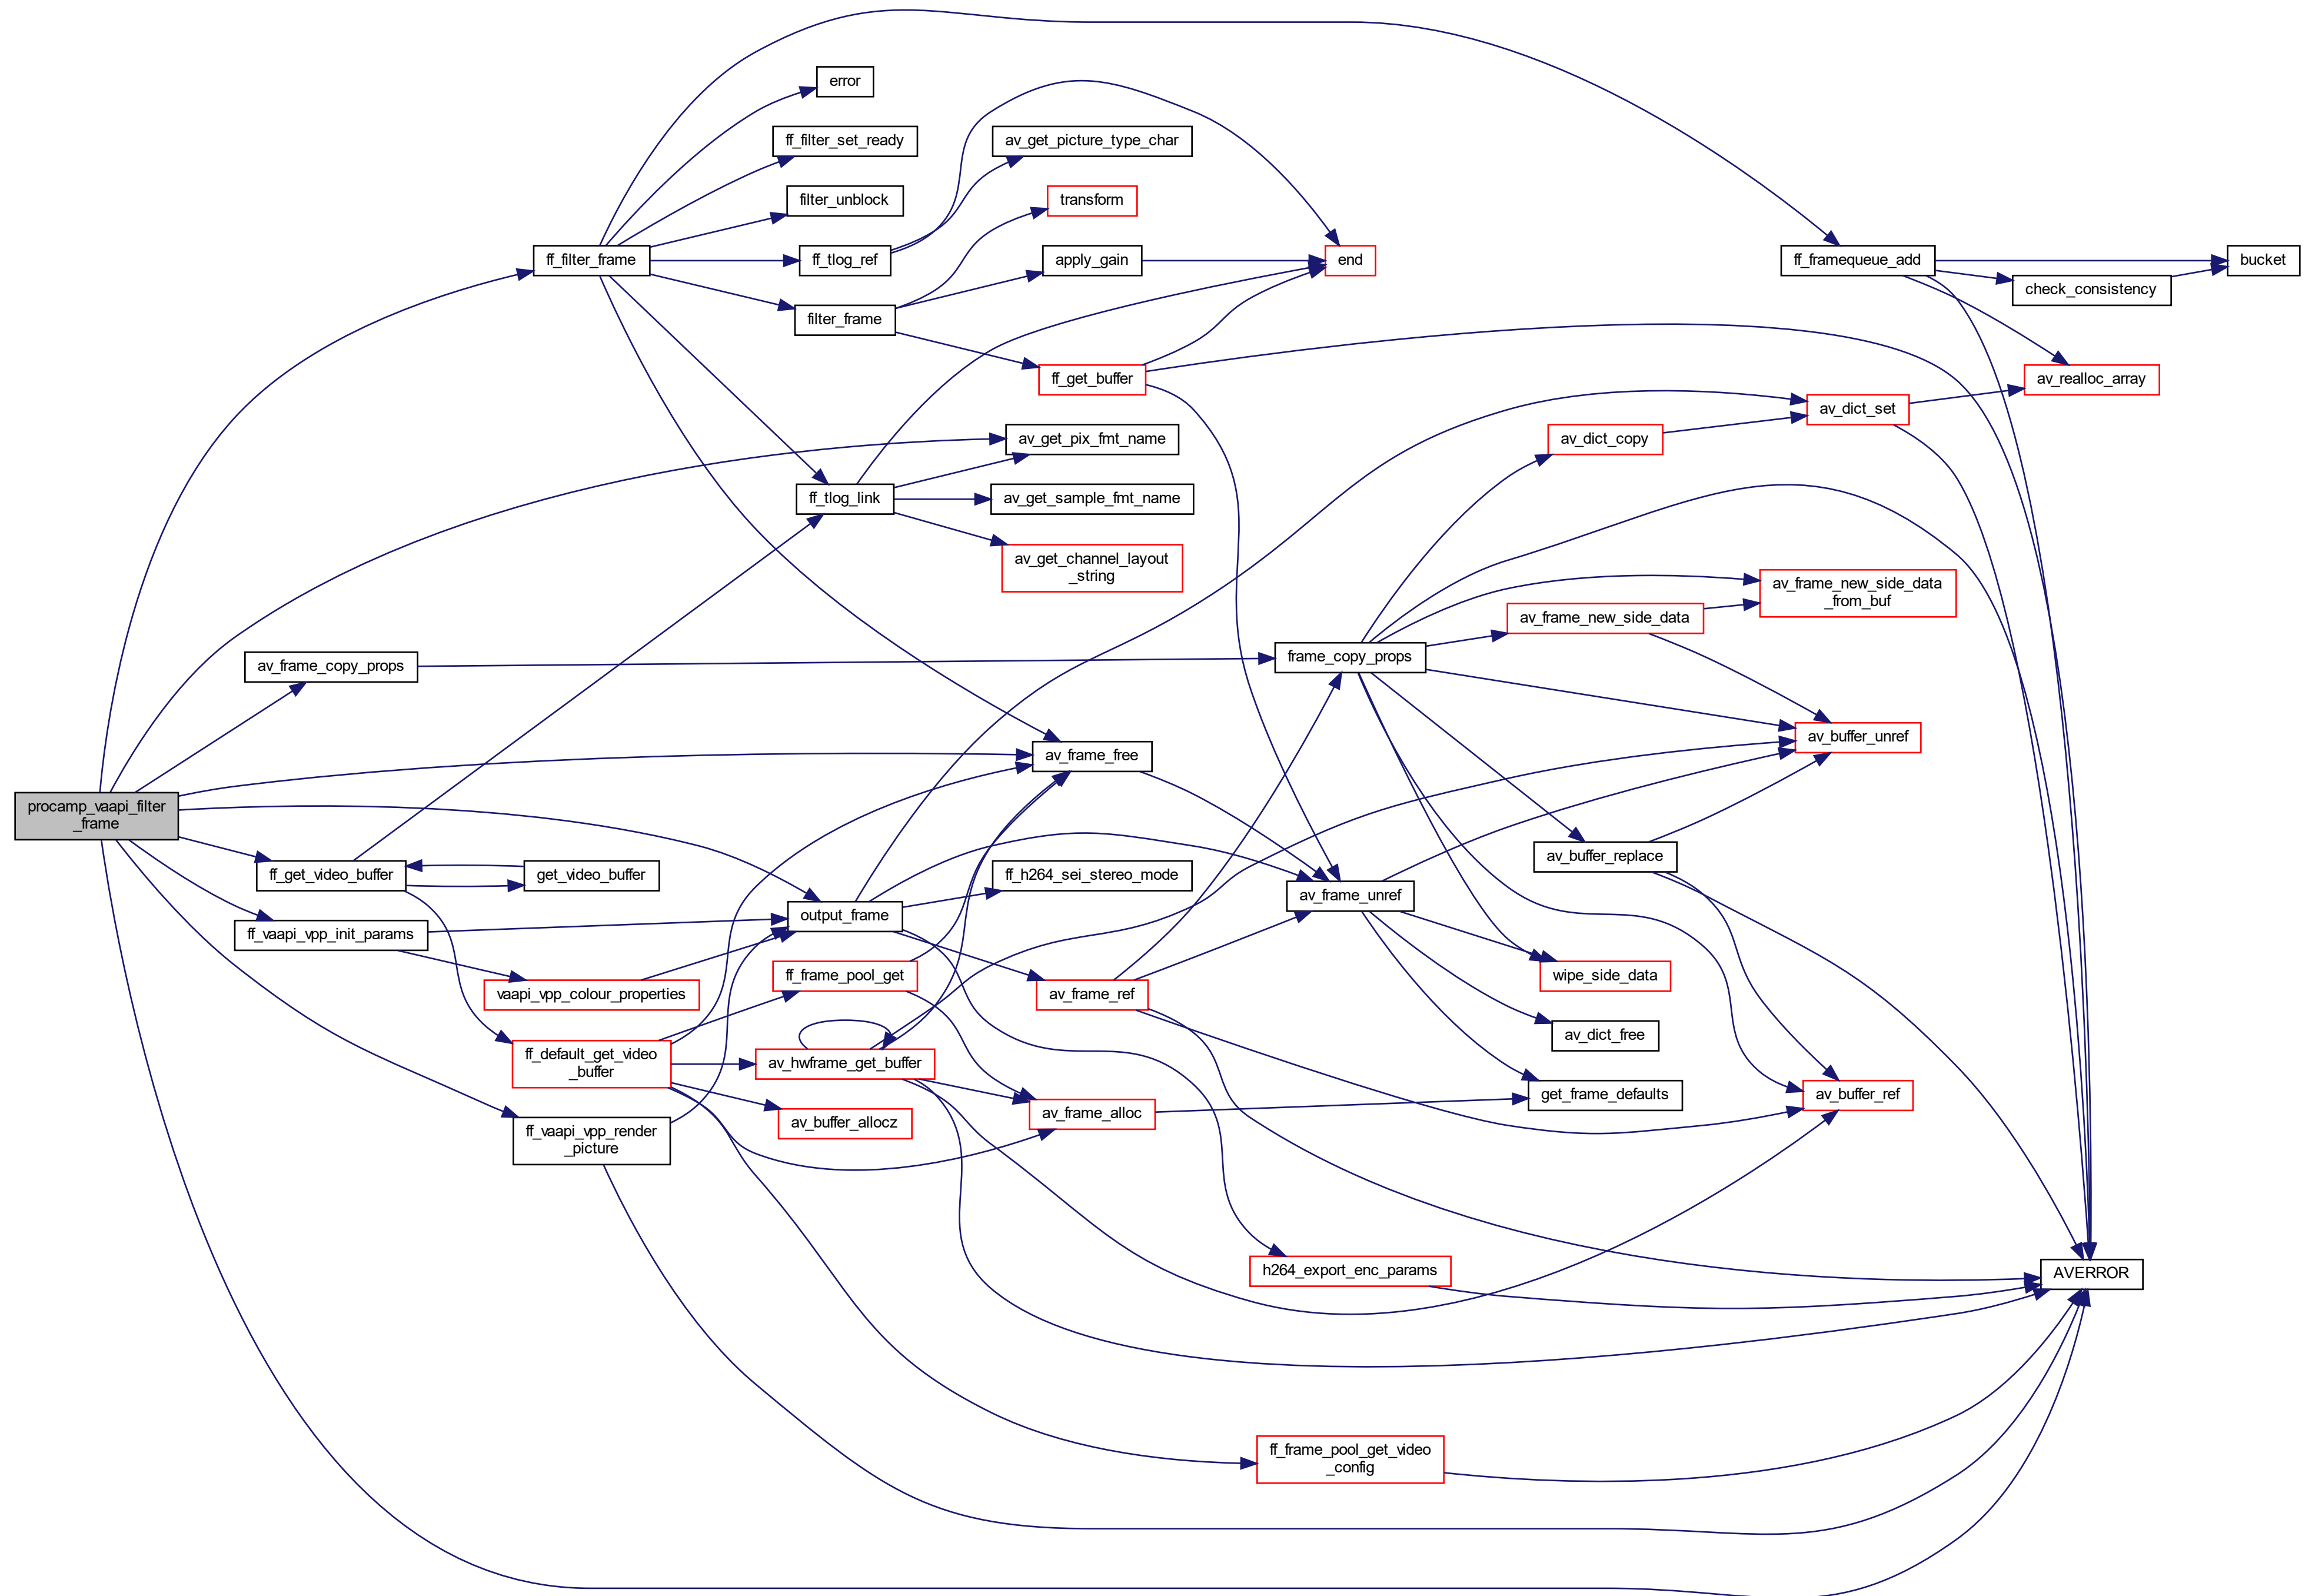 error
ff_filter_set_ready
av_get_picture_type_char
filter_unblock
transform
ff_filter_frame
ff_tlog_ref
apply_gain
end
ff_framequeue_add
bucket
check_consistency
filter_frame
ff_get_buffer
av_realloc_array
av_dict_set
av_get_pix_fmt_name
av_dict_copy
ff_tlog_link
av_get_sample_fmt_name
av_get_channel_layout
_string
av_frame_new_side_data
_from_buf
av_frame_new_side_data
av_frame_copy_props
frame_copy_props
av_buffer_unref
av_frame_free
procamp_vaapi_filter
_frame
av_buffer_replace
ff_get_video_buffer
get_video_buffer
ff_h264_sei_stereo_mode
av_frame_unref
output_frame
ff_vaapi_vpp_init_params
ff_frame_pool_get
wipe_side_data
vaapi_vpp_colour_properties
av_frame_ref
av_dict_free
ff_default_get_video
_buffer
av_hwframe_get_buffer
get_frame_defaults
av_buffer_ref
av_frame_alloc
av_buffer_allocz
ff_vaapi_vpp_render
_picture
h264_export_enc_params
AVERROR
ff_frame_pool_get_video
_config